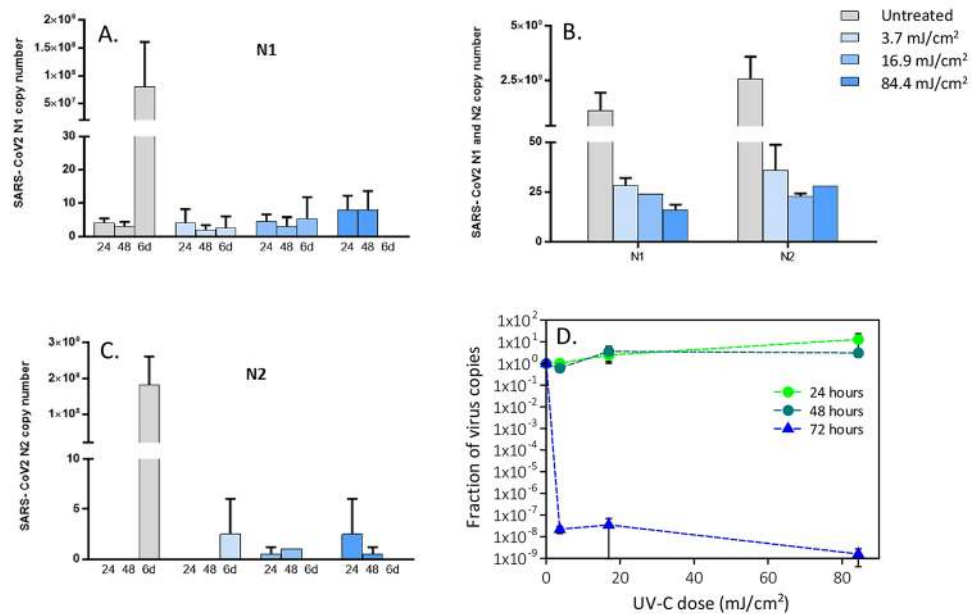 A.
N1
SARS- CoV2 N1 copy number
2×10⁸
1.5×10⁸
1×10⁸
5×10⁷
30
20
10
0
24 48 6d 24 48 6d 24 48 6d 24 48 6d
B.
SARS- CoV2 N1 and N2 copy number
5×10⁹
2.5×10⁹
50
25
0
N1 N2
Untreated
3.7 mJ/cm²
16.9 mJ/cm²
84.4 mJ/cm²
C.
N2
SARS- CoV2 N2 copy number
3×10⁸
2×10⁸
1×10⁸
10
5
0
24 48 6d 24 48 6d 24 48 6d 24 48 6d
D.
Fraction of virus copies
1x10²
1x10¹
1x10⁰
1x10⁻¹
1x10⁻²
1x10⁻³
1x10⁻⁴
1x10⁻⁵
1x10⁻⁶
1x10⁻⁷
1x10⁻⁸
1x10⁻⁹
24 hours
48 hours
72 hours
0 20 40 60 80
UV-C dose (mJ/cm²)